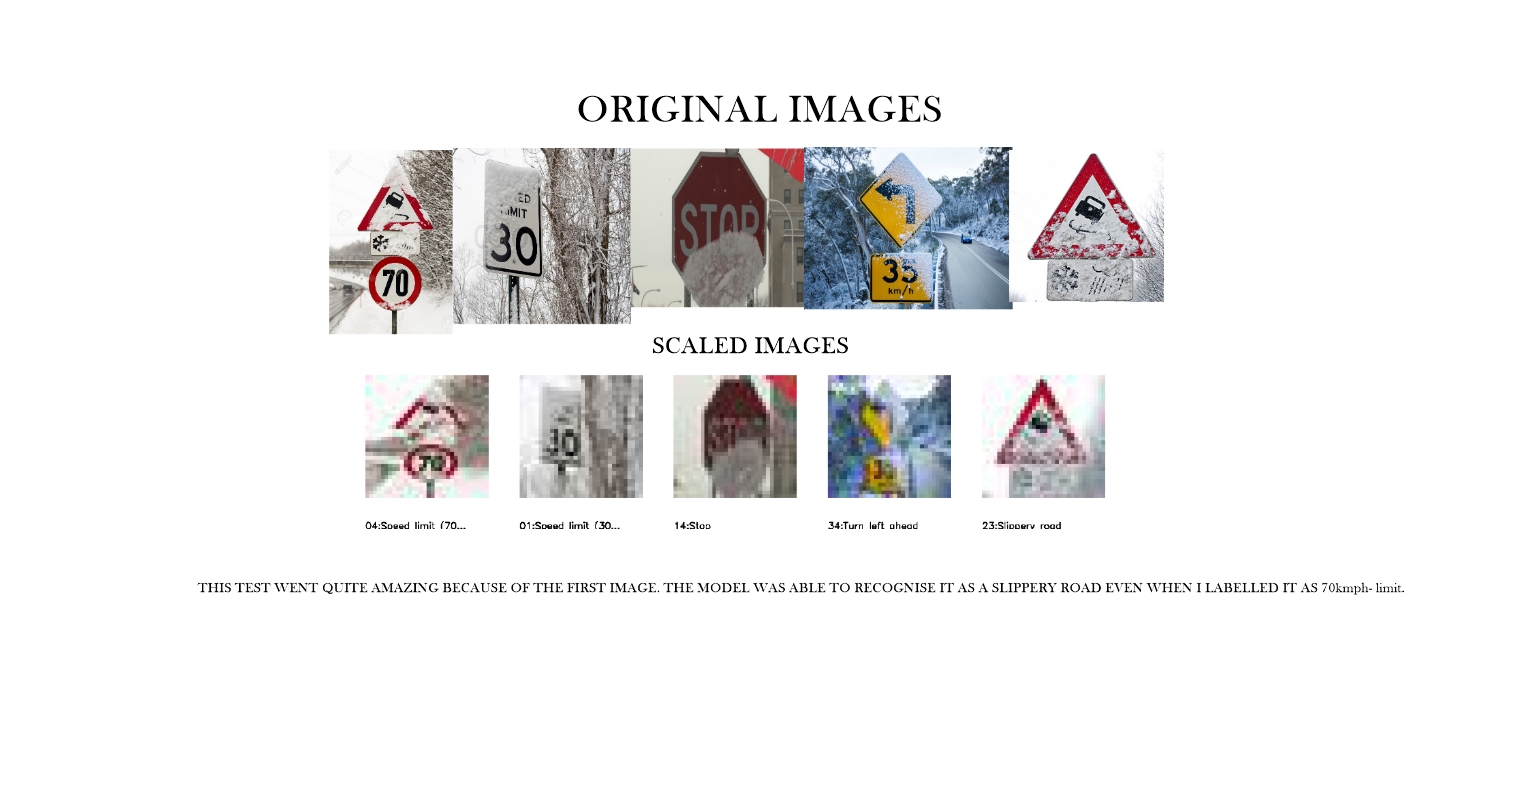 ORIGINAL IMAGES
70
ED
IMIT
30
STOP
35
km/h
SCALED IMAGES
70
30
04:Speed limit (70...
01:Speed limit (30...
14:Stop
34:Turn left ahead
23:Slippery road
THIS TEST WENT QUITE AMAZING BECAUSE OF THE FIRST IMAGE. THE MODEL WAS ABLE TO RECOGNISE IT AS A SLIPPERY ROAD EVEN WHEN I LABELLED IT AS 70kmph- limit.